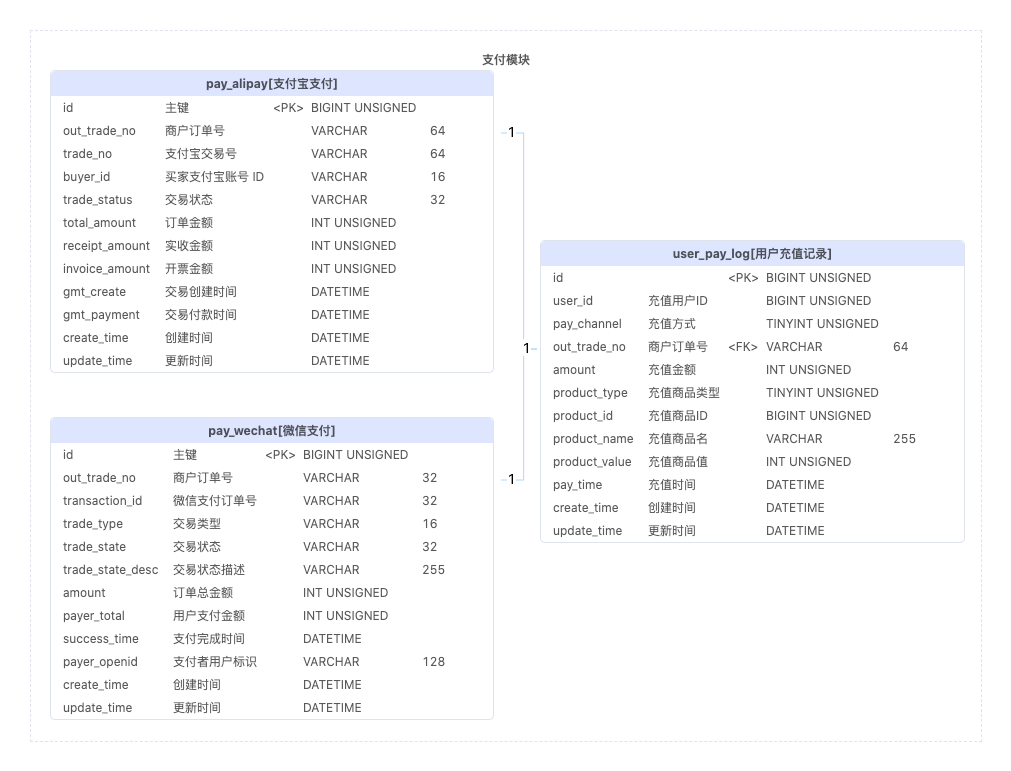 支付模块
pay_alipay[支付宝支付]
id 主键 <PK> BIGINT UNSIGNED
out_trade_no 商户订单号 VARCHAR 64
trade_no 支付宝交易号 VARCHAR 64
buyer_id 买家支付宝账号 ID VARCHAR 16
trade_status 交易状态 VARCHAR 32
total_amount 订单金额 INT UNSIGNED
receipt_amount 实收金额 INT UNSIGNED
invoice_amount 开票金额 INT UNSIGNED
gmt_create 交易创建时间 DATETIME
gmt_payment 交易付款时间 DATETIME
create_time 创建时间 DATETIME
update_time 更新时间 DATETIME
1
1
1
pay_wechat[微信支付]
id 主键 <PK> BIGINT UNSIGNED
out_trade_no 商户订单号 VARCHAR 32
transaction_id 微信支付订单号 VARCHAR 32
trade_type 交易类型 VARCHAR 16
trade_state 交易状态 VARCHAR 32
trade_state_desc 交易状态描述 VARCHAR 255
amount 订单总金额 INT UNSIGNED
payer_total 用户支付金额 INT UNSIGNED
success_time 支付完成时间 DATETIME
payer_openid 支付者用户标识 VARCHAR 128
create_time 创建时间 DATETIME
update_time 更新时间 DATETIME
user_pay_log[用户充值记录]
id <PK> BIGINT UNSIGNED
user_id 充值用户ID BIGINT UNSIGNED
pay_channel 充值方式 TINYINT UNSIGNED
out_trade_no 商户订单号 <FK> VARCHAR 64
amount 充值金额 INT UNSIGNED
product_type 充值商品类型 TINYINT UNSIGNED
product_id 充值商品ID BIGINT UNSIGNED
product_name 充值商品名 VARCHAR 255
product_value 充值商品值 INT UNSIGNED
pay_time 充值时间 DATETIME
create_time 创建时间 DATETIME
update_time 更新时间 DATETIME